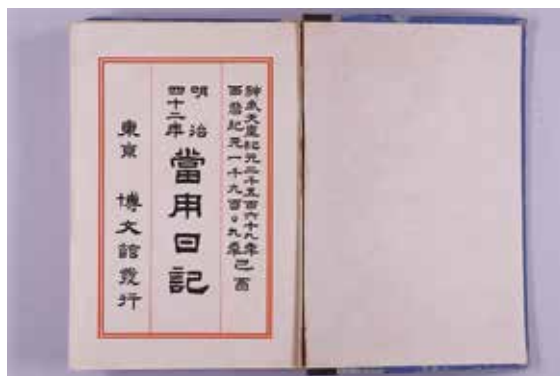 神武天皇紀元二千五百六十九年己酉
西暦紀元一千九百〇九年
明治四十二年
當用日記
東京 博文館發行